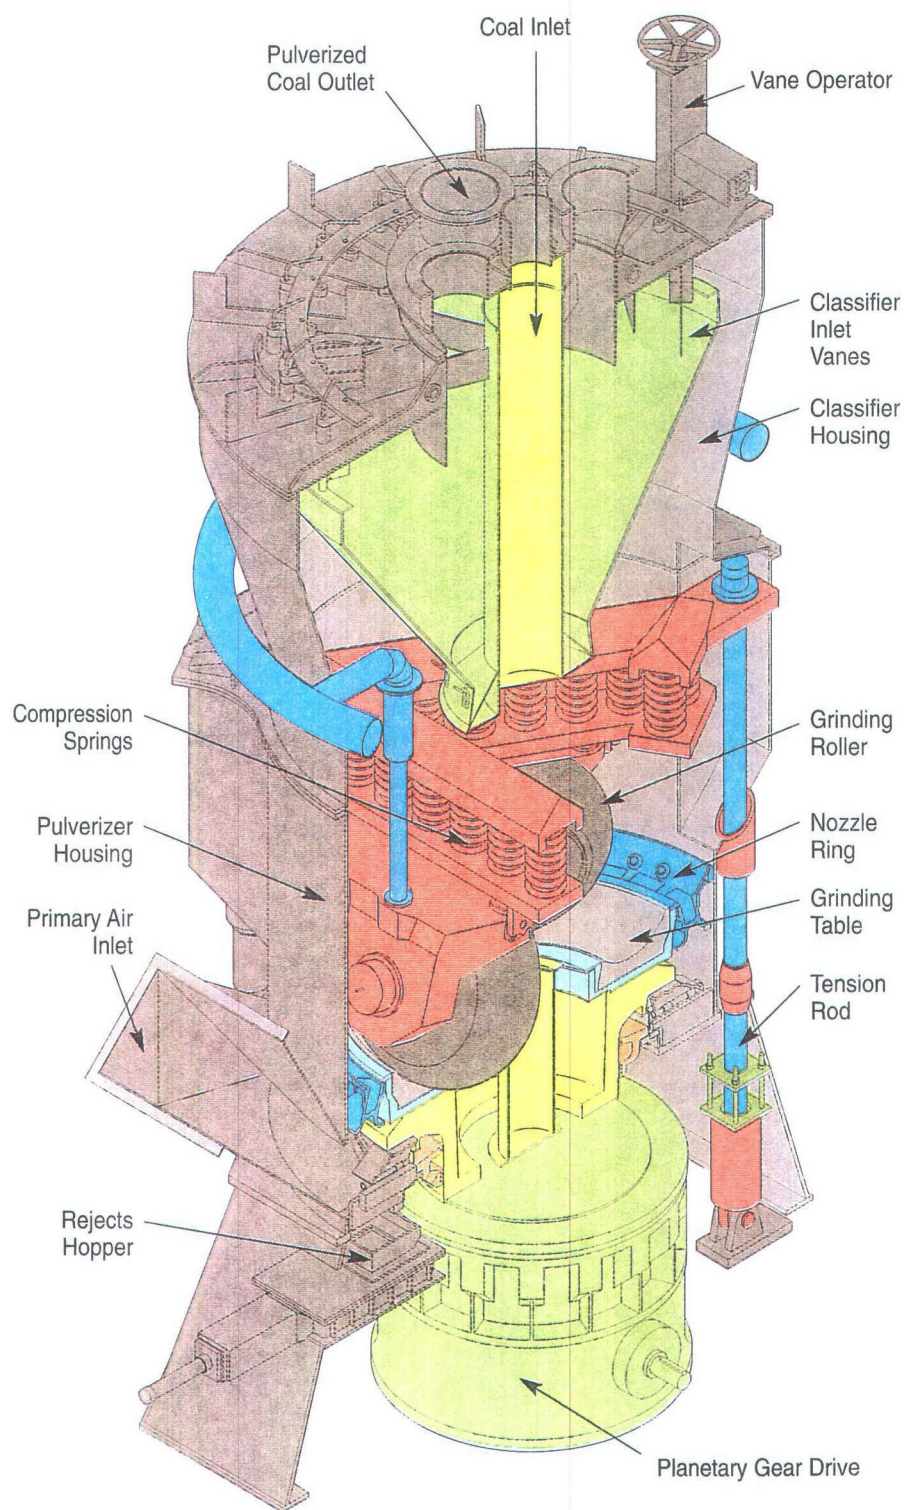 Coal Inlet
Pulverized
Coal Outlet
Vane Operator
Classifier
Inlet
Vanes
Classifier
Housing
Compression
Springs
Grinding
Roller
Pulverizer
Housing
Nozzle
Ring
Primary Air
Inlet
Grinding
Table
Tension
Rod
Rejects
Hopper
Planetary Gear Drive